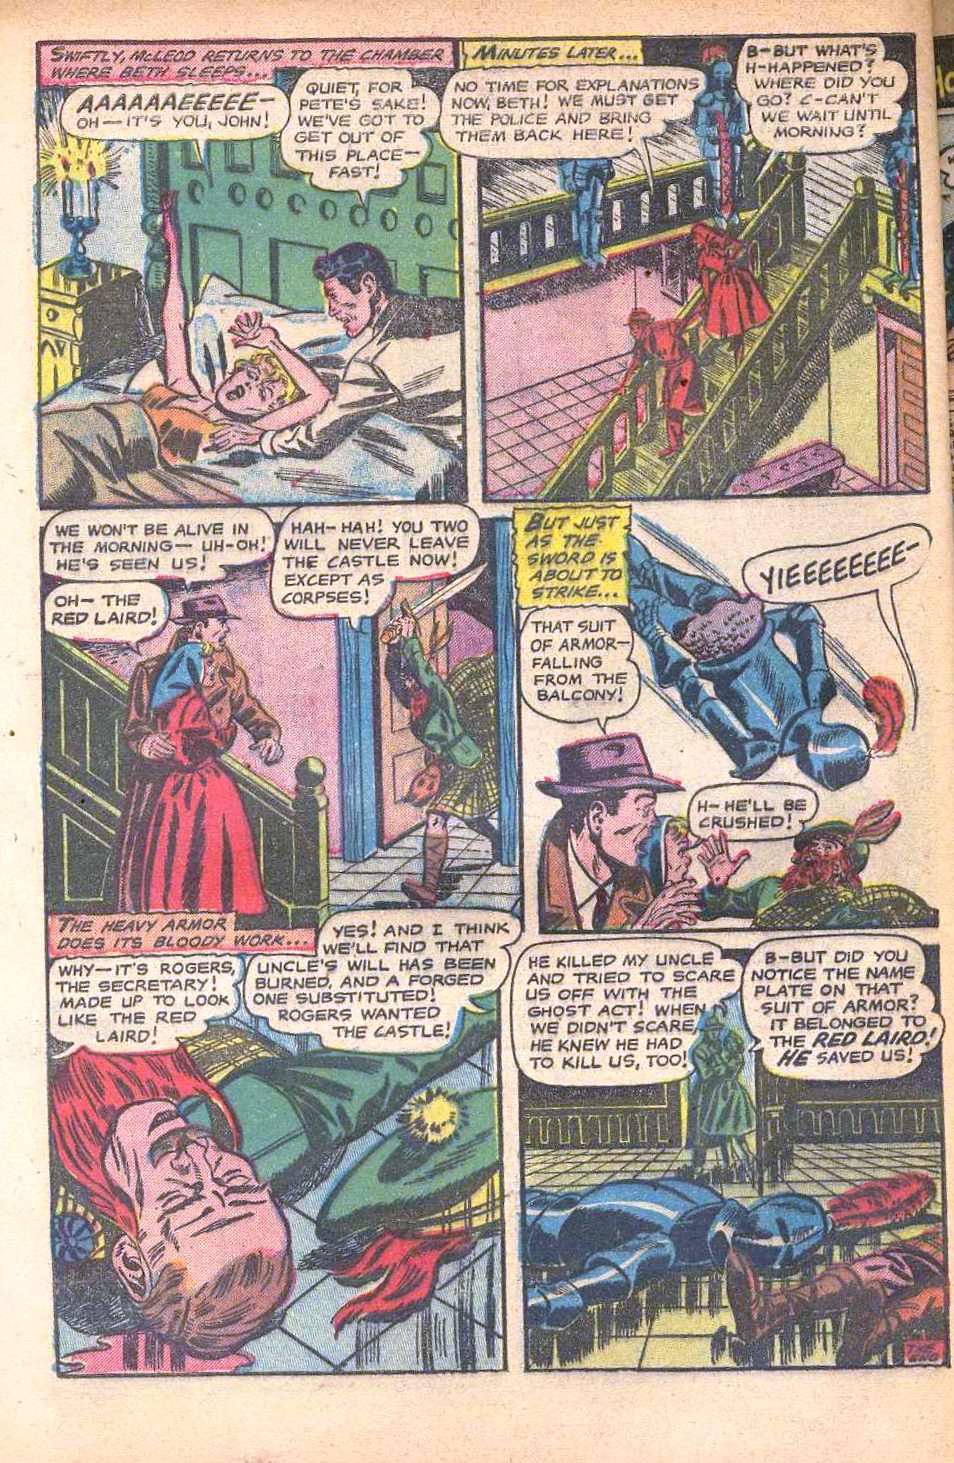 SWIFTLY, McLEOD RETURNS TO THE CHAMBER
WHERE BETH SLEEPS...
AAAAAAEEEEE-
OH-IT'S YOU, JOHN!
QUIET, FOR
PETE'S SAKE!
WE'VE GOT TO
GET OUT OF
THIS PLACE-
FAST!
MINUTES LATER...
NO TIME FOR EXPLANATIONS
NOW, BETH! WE MUST GET
THE POLICE AND BRING
THEM BACK HERE!
B-BUT WHAT'S
H-HAPPENED?
WHERE DID YOU
GO? C-CAN'T
WE WAIT UNTIL
MORNING?
WE WON'T BE ALIVE IN
THE MORNING-UH-OH!
HE'S SEEN US!
OH-THE
RED LAIRD!
HAH-HAH! YOU TWO
WILL NEVER LEAVE
THE CASTLE NOW!
EXCEPT AS
CORPSES!
BUT JUST
AS THE
SWORD IS
ABOUT TO
STRIKE...
THAT SUIT
OF ARMOR-
FALLING
FROM THE
BALCONY!
YIEEEEEEEE-
H-HE'LL BE
CRUSHED!
THE HEAVY ARMOR
DOES ITS BLOODY WORK...
WHY-IT'S ROGERS,
THE SECRETARY!
MADE UP TO LOOK
LIKE THE RED
LAIRD!
YES! AND I THINK
WE'LL FIND THAT
UNCLE'S WILL HAS BEEN
BURNED, AND A FORGED
ONE SUBSTITUTED!
ROGERS WANTED
THE CASTLE!
HE KILLED MY UNCLE
AND TRIED TO SCARE
US OFF WITH THE
GHOST ACT! WHEN
WE DIDN'T SCARE,
HE KNEW HE HAD
TO KILL US, TOO!
B-BUT DID YOU
NOTICE THE NAME
PLATE ON THAT
SUIT OF ARMOR?
IT BELONGED TO
THE RED LAIRD!
HE SAVED US!
THE
END